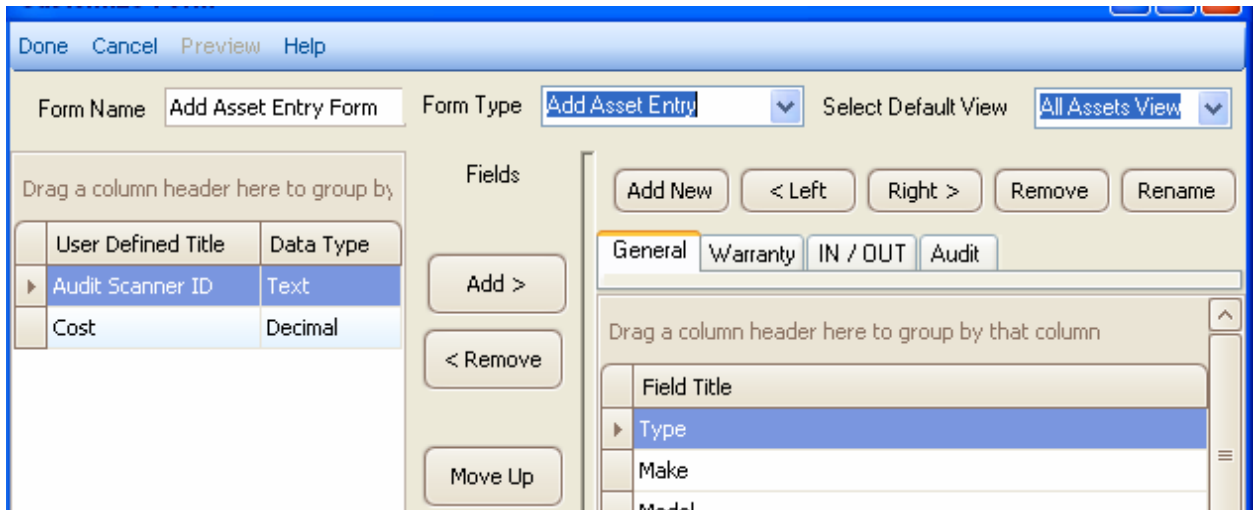 Done Cancel Preview Help
Form Name Add Asset Entry Form Form Type Add Asset Entry Select Default View All Assets View
Drag a column header here to group by
User Defined Title Data Type
Audit Scanner ID Text
Cost Decimal
Fields
Add >
< Remove
Move Up
Add New < Left Right > Remove Rename
General Warranty IN / OUT Audit
Drag a column header here to group by that column
Field Title
Type
Make
Model